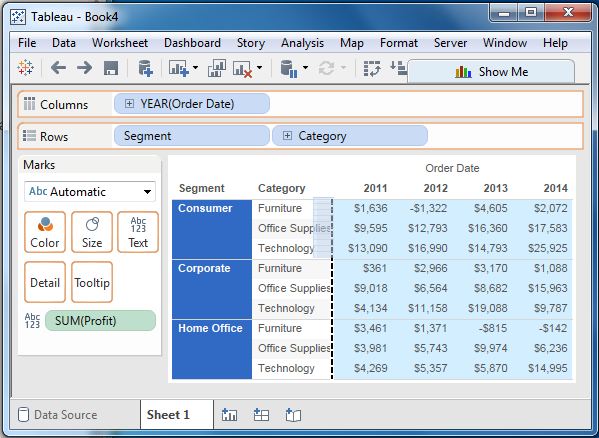 Tableau - Book4
File Data Worksheet Dashboard Story Analysis Map Format Server Window Help
Show Me
Columns YEAR(Order Date)
Rows Segment Category
Marks
Abc Automatic
Color Size Abc 123 Text
Detail Tooltip
Abc 123 SUM(Profit)
Order Date
Segment Category 2011 2012 2013 2014
Consumer Furniture $1,636 -$1,322 $4,605 $2,072
Office Supplies $9,595 $12,793 $16,360 $17,583
Technology $13,090 $16,990 $14,793 $25,925
Corporate Furniture $361 $2,966 $3,170 $1,088
Office Supplies $9,018 $6,564 $8,682 $15,963
Technology $4,134 $11,158 $19,088 $9,787
Home Office Furniture $3,461 $1,371 -$815 -$142
Office Supplies $3,981 $5,743 $9,974 $6,236
Technology $4,269 $5,357 $5,870 $14,995
Data Source Sheet 1